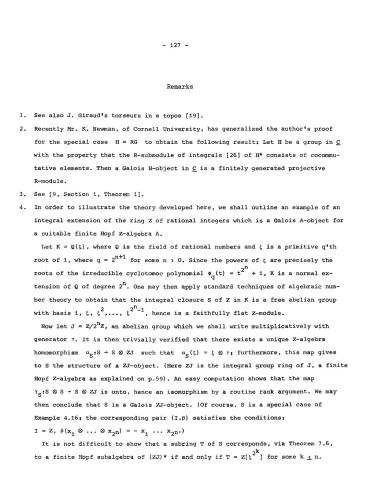 - 127 -
Remarks
1. See also J. Giraud's torseurs in a topos [19].
2. Recently Mr. K. Newman, of Cornell University, has generalized the author's proof
for the special case H = RG to obtain the following result: Let H be a group in C
with the property that the R-submodule of integrals [26] of H* consists of cocommu-
tative elements. Then a Galois H-object in C is a finitely generated projective
R-module.
3. See [9, Section 1, Theorem 1].
4. In order to illustrate the theory developed here, we shall outline an example of an
integral extension of the ring Z of rational integers which is a Galois A-object for
a suitable finite Hopf Z-algebra A.
Let K = Q(ζ), where Q is the field of rational numbers and ζ is a primitive q'th
root of 1, where q = 2^{n+1} for some n > 0. Since the powers of ζ are precisely the
roots of the irreducible cyclotomic polynomial Φ_q(t) = t^{2^n} + 1, K is a normal ex-
tension of Q of degree 2^n. One may then apply standard techniques of algebraic num-
ber theory to obtain that the integral closure S of Z in K is a free abelian group
with basis 1, ζ, ζ^2,..., ζ^{2^n-1}, hence is a faithfully flat Z-module.
Now let J = Z/2^nZ, an abelian group which we shall write multiplicatively with
generator γ. It is then trivially verified that there exists a unique Z-algebra
homomorphism α_S:S → S ⊗ ZJ such that α_S(ζ) = ζ ⊗ γ; furthermore, this map gives
to S the structure of a ZJ-object. (Here ZJ is the integral group ring of J, a finite
Hopf Z-algebra as explained on p.59). An easy computation shows that the map
γ_S:S ⊗ S → S ⊗ ZJ is onto, hence an isomorphism by a routine rank argument. We may
then conclude that S is a Galois ZJ-object. (Of course, S is a special case of
Example 4.16; the corresponding pair (I,β) satisfies the conditions:
I = Z, β(x_1 ⊗ ... ⊗ x_{2^n}) = - x_1 ... x_{2^n}.)
It is not difficult to show that a subring T of S corresponds, via Theorem 7.6,
to a finite Hopf subalgebra of (ZJ)* if and only if T = Z[ζ^{2^k}] for some k ≤ n.